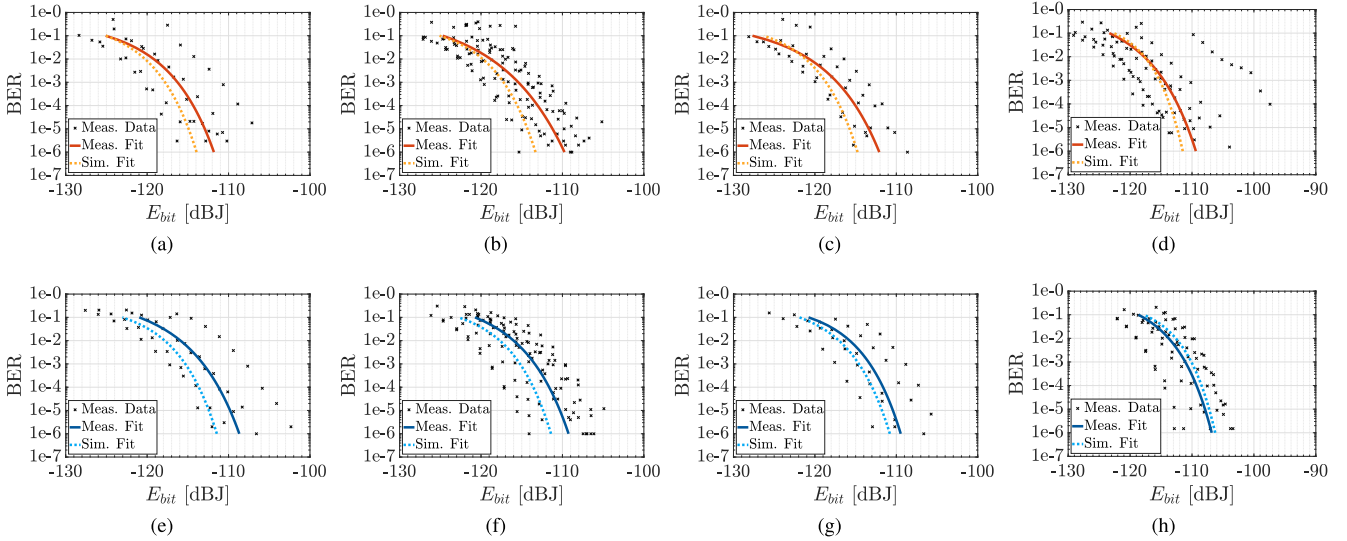 1e-0
1e-1
1e-2
1e-3
1e-4
1e-5
1e-6
1e-7
BER
Meas. Data
Meas. Fit
Sim. Fit
-130 -120 -110 -100
E_bit [dBJ]
(a)
1e-0
1e-1
1e-2
1e-3
1e-4
1e-5
1e-6
1e-7
BER
Meas. Data
Meas. Fit
Sim. Fit
-130 -120 -110 -100
E_bit [dBJ]
(b)
1e-0
1e-1
1e-2
1e-3
1e-4
1e-5
1e-6
1e-7
BER
Meas. Data
Meas. Fit
Sim. Fit
-130 -120 -110 -100
E_bit [dBJ]
(c)
1e-0
1e-1
1e-2
1e-3
1e-4
1e-5
1e-6
1e-7
BER
Meas. Data
Meas. Fit
Sim. Fit
-130 -120 -110 -100 -90
E_bit [dBJ]
(d)
1e-0
1e-1
1e-2
1e-3
1e-4
1e-5
1e-6
1e-7
BER
Meas. Data
Meas. Fit
Sim. Fit
-130 -120 -110 -100
E_bit [dBJ]
(e)
1e-0
1e-1
1e-2
1e-3
1e-4
1e-5
1e-6
1e-7
BER
Meas. Data
Meas. Fit
Sim. Fit
-130 -120 -110 -100
E_bit [dBJ]
(f)
1e-0
1e-1
1e-2
1e-3
1e-4
1e-5
1e-6
1e-7
BER
Meas. Data
Meas. Fit
Sim. Fit
-130 -120 -110 -100
E_bit [dBJ]
(g)
1e-0
1e-1
1e-2
1e-3
1e-4
1e-5
1e-6
1e-7
BER
Meas. Data
Meas. Fit
Sim. Fit
-130 -120 -110 -100 -90
E_bit [dBJ]
(h)